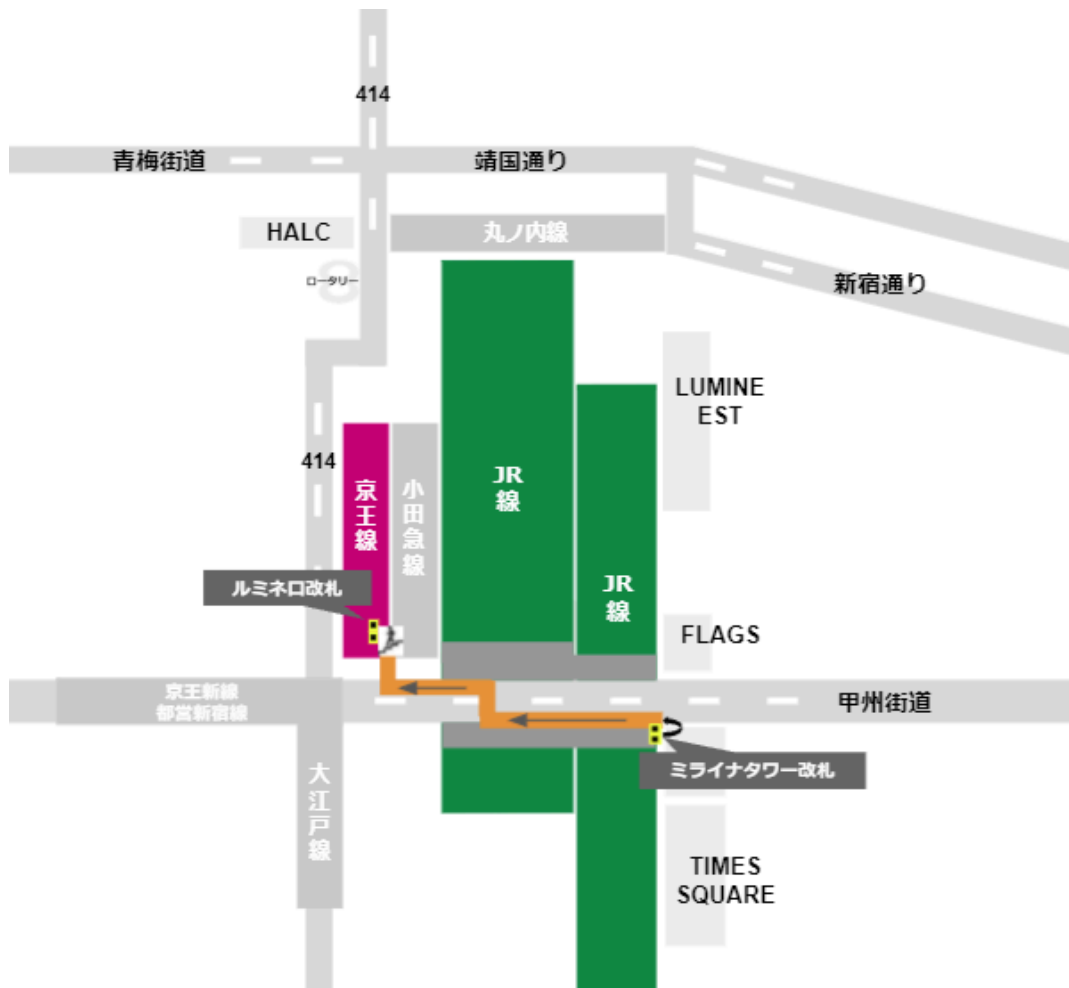 414
青梅街道
靖国通り
HALC
丸ノ内線
ロータリー
8
新宿通り
LUMINE
EST
414
京王線
小田急線
JR
線
JR
線
ルミネ口改札
FLAGS
京王新線
都営新宿線
甲州街道
ミライナタワー改札
大江戸線
TIMES
SQUARE